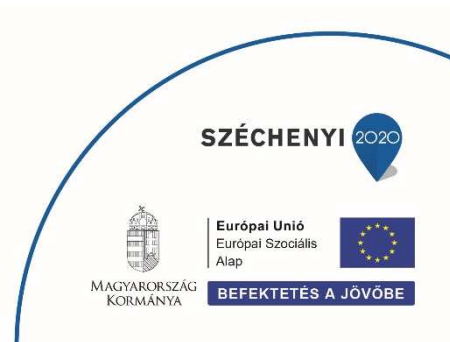 SZÉCHENYI 2020
Európai Unió
Európai Szociális
Alap
MAGYARORSZÁG
KORMÁNYA
BEFEKTETÉS A JÖVŐBE